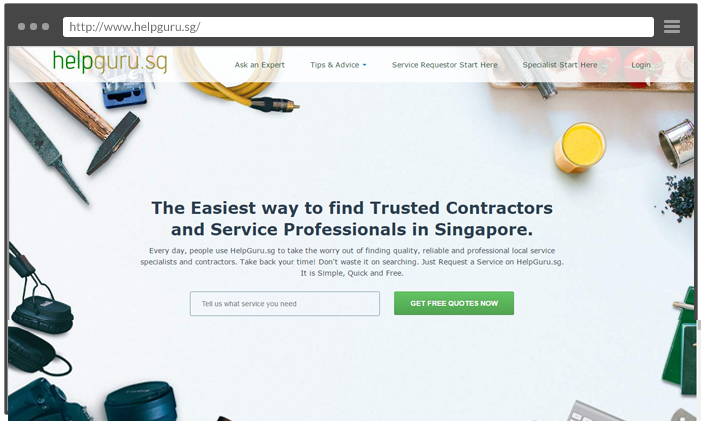 http://www.helpguru.sg/
helpguru.sg
Ask an Expert Tips & Advice Service Requestor Start Here Specialist Start Here Login
The Easiest way to find Trusted Contractors
and Service Professionals in Singapore.
Every day, people use HelpGuru.sg to take the worry out of finding quality, reliable and professional local service
specialists and contractors. Take back your time! Don't waste it on searching. Just Request a Service on HelpGuru.sg.
It is Simple, Quick and Free.
Tell us what service you need GET FREE QUOTES NOW